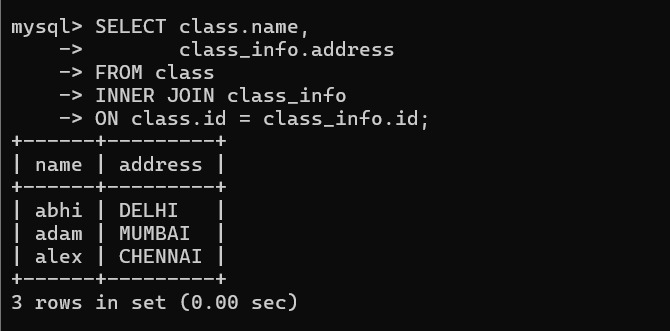 mysql> SELECT class.name,
    ->        class_info.address
    -> FROM class
    -> INNER JOIN class_info
    -> ON class.id = class_info.id;
+------+---------+
| name | address |
+------+---------+
| abhi | DELHI   |
| adam | MUMBAI  |
| alex | CHENNAI |
+------+---------+
3 rows in set (0.00 sec)